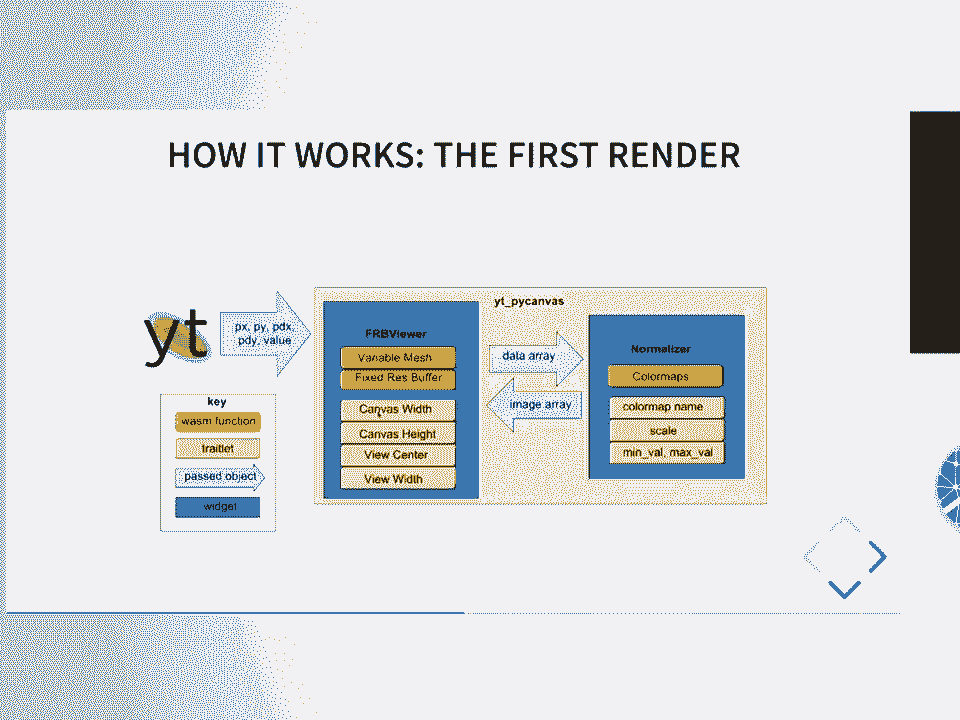 HOW IT WORKS: THE FIRST RENDER
yt
px, py, pdx,
pdy, value
key
wasm function
traitlet
passed object
widget
yt_pycanvas
FRBViewer
Variable Mesh
Fixed Res Buffer
Canvas Width
Canvas Height
View Center
View Width
data array
image array
Normalizer
Colormaps
colormap name
scale
min_val, max_val